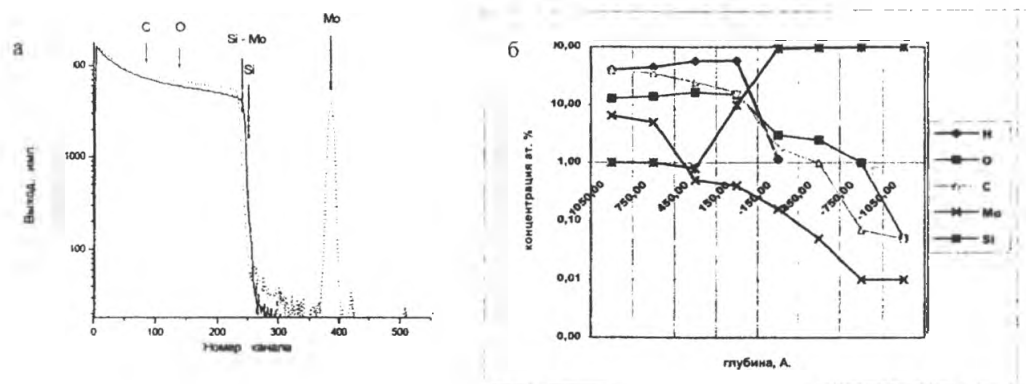 C O Si - Mo Mo
Si
1000
Выход, имп.
0 100 200 300 400 500
Номер канала
б
10,00
1,00
0,10
0,01
0,00
концентрация ат. %
750,00 450,00 150,00 -150,00 -750,00 -1050,00
глубина, А.
H
O
C
Mo
Si